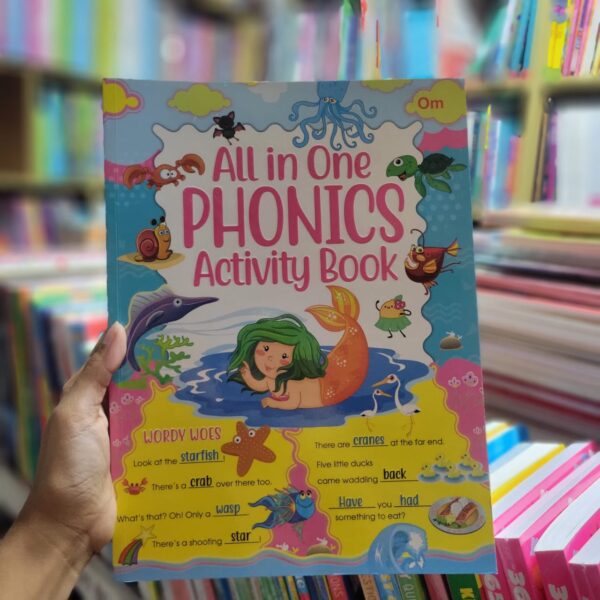 Om
All in One
PHONICS
Activity Book
WORDY WOES
Look at the starfish!
There's a crab over there too.
What's that? Oh! Only a wasp.
There's a shooting star!
There are cranes at the far end.
Five little ducks
came wadding back.
Have you had
something to eat?